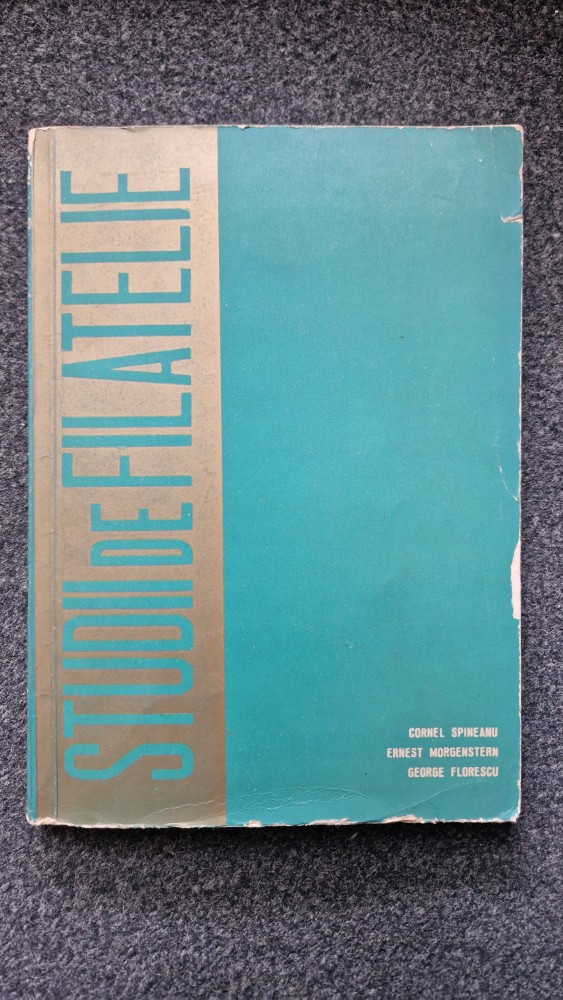 STUDII DE FILATELIE
CORNEL SPINEANU
ERNEST MORGENSTERN
GEORGE FLORESCU